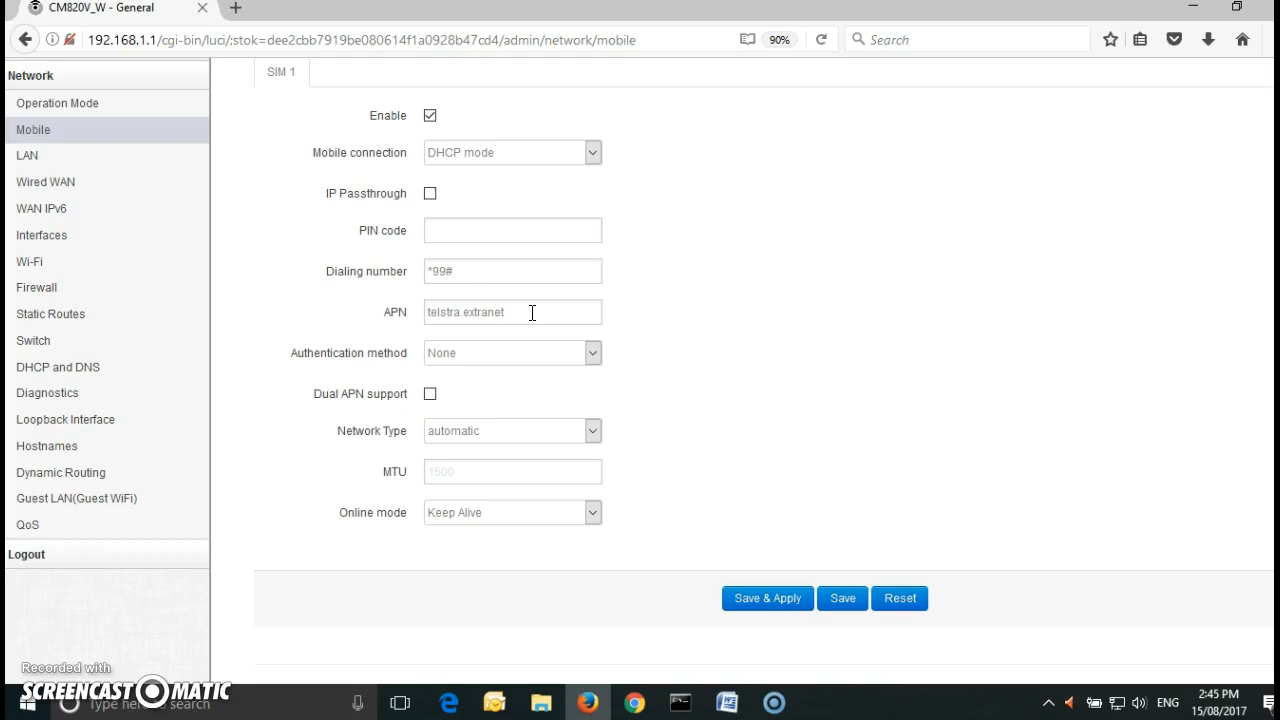 CM820V_W - General
192.168.1.1/cgi-bin/luci/;stok=dee2cbb7919be080614f1a0928b47cd4/admin/network/mobile
90%
Search
Network
Operation Mode
Mobile
LAN
Wired WAN
WAN IPv6
Interfaces
Wi-Fi
Firewall
Static Routes
Switch
DHCP and DNS
Diagnostics
Loopback Interface
Hostnames
Dynamic Routing
Guest LAN(Guest WiFi)
QoS
Logout
SIM 1
Enable
Mobile connection DHCP mode
IP Passthrough
PIN code
Dialing number *99#
APN telstra.extranet
Authentication method None
Dual APN support
Network Type automatic
MTU 1500
Online mode Keep Alive
Save & Apply Save Reset
Recorded with
SCREENCAST-O-MATIC
Type here to search
ENG
2:45 PM
15/08/2017